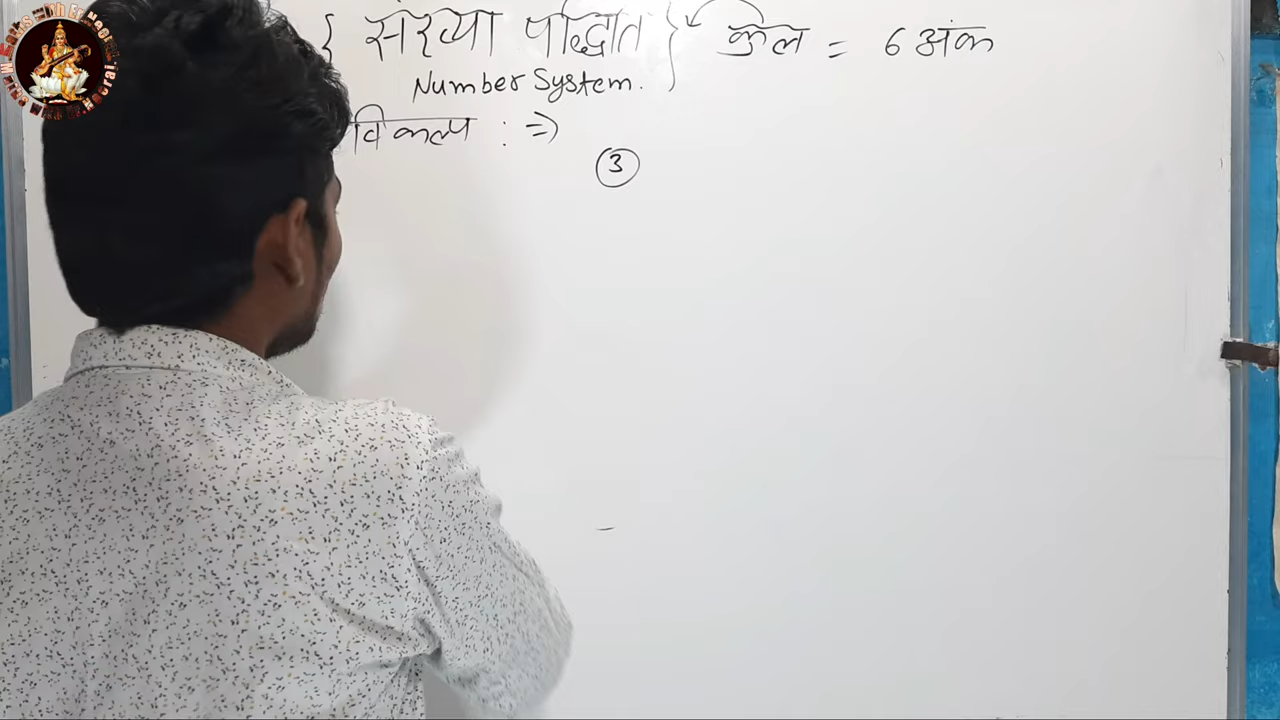 { संख्या पद्धति } कुल = 6 अंक
Number System.
विकल्प : ⇒
③